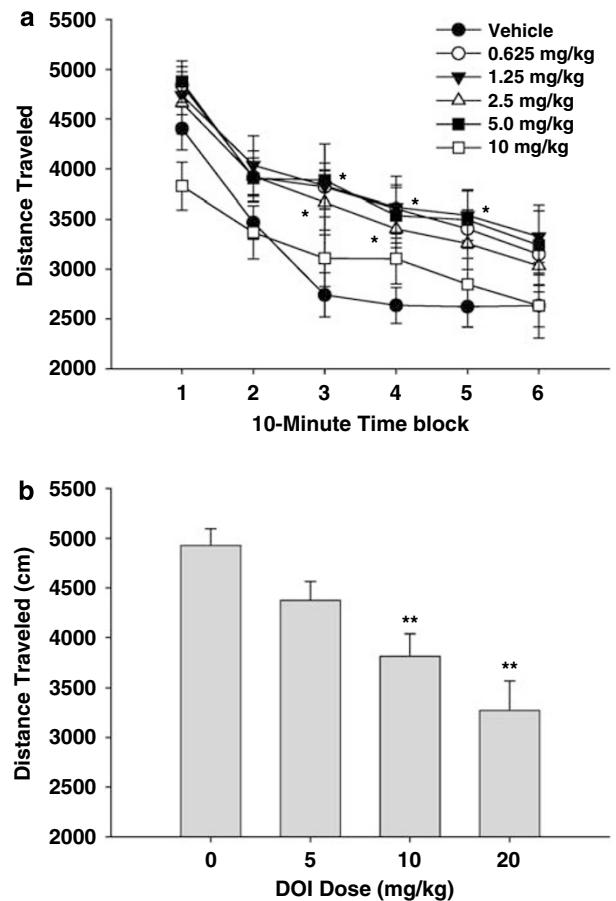 a
5500
5000
4500
4000
3500
3000
2500
2000
Distance Traveled
Vehicle
0.625 mg/kg
1.25 mg/kg
2.5 mg/kg
5.0 mg/kg
10 mg/kg
* * * * *
1 2 3 4 5 6
10-Minute Time block
b
5500
5000
4500
4000
3500
3000
2500
2000
Distance Traveled (cm)
**
**
0 5 10 20
DOI Dose (mg/kg)